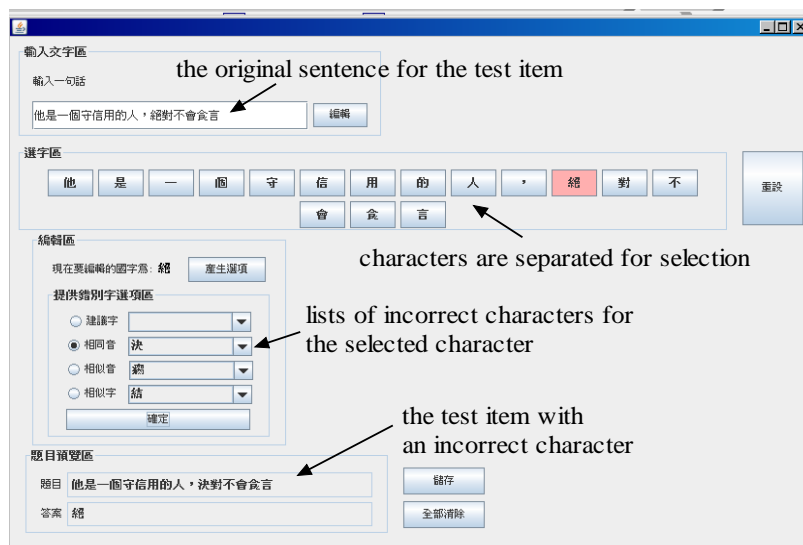 輸入文字區
the original sentence for the test item
輸入一句話
他是一個守信用的人，絕對不會食言 編輯
選字區
他 是 一 個 守 信 用 的 人 ， 絕 對 不
重設
會 食 言
編輯區
characters are separated for selection
現在要編輯的國字為: 絕 產生選項
提供錯別字選項區
lists of incorrect characters for
the selected character
建議字
相同音 決
相似音
相似字 結
確定
the test item with
an incorrect character
題目預覽區
題目 他是一個守信用的人，決對不會食言 儲存
答案 絕 全部清除